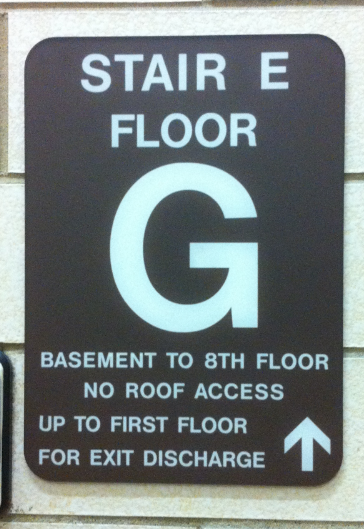 STAIR E
FLOOR
G
BASEMENT TO 8TH FLOOR
NO ROOF ACCESS
UP TO FIRST FLOOR
FOR EXIT DISCHARGE